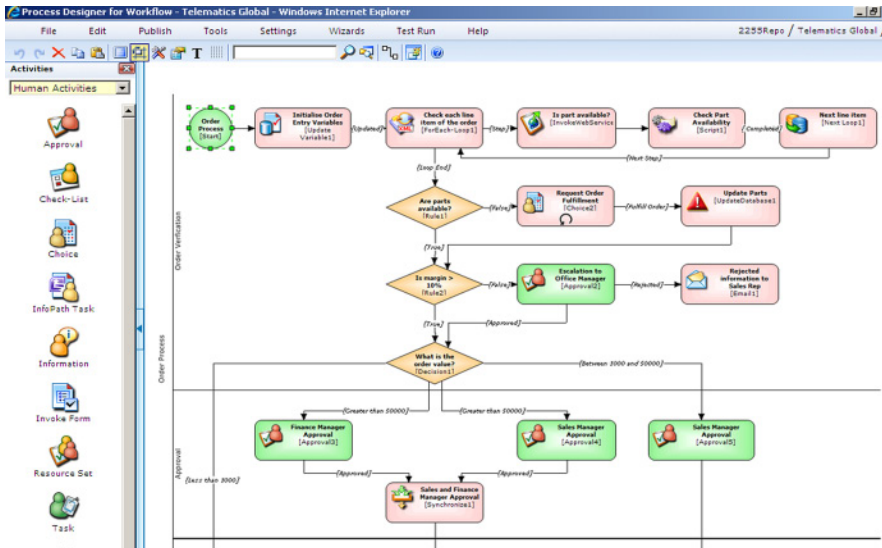 Process Designer for Workflow - Telematics Global - Windows Internet Explorer
File Edit Publish Tools Settings Wizards Test Run Help 2255Repo / Telematics Global /
Activities
Human Activities
Approval
Check-List
Choice
InfoPath Task
Information
Invoke Form
Resource Set
Task
Order Process
Order Verification
Approval
Order
Process
[Start]
Initialise Order
Entry Variables
[Update
Variable1]
{Updated}
Check each line
item of the order
[ForEach-Loop1]
{Step}
Is part available?
[InvokeWebService
Check Part
Availability
[Script1]
{Completed}
Next line item
[Next Loop1]
{Next Step}
{Loop End}
Are parts
available?
[Rule1]
{False}
Request Order
Fulfillment
[Choice2]
{Fulfill Order}
Update Parts
[UpdateDatabase1
{True}
Is margin >
10%
[Rule2]
{False}
Escalation to
Office Manager
[Approval2]
{Rejected}
Rejected
information to
Sales Rep
[Email1]
{True}
{Approved}
What is the
order value?
[Decision1]
{Between 3000 and 50000}
{Greater than 50000}
{Greater than 50000}
Finance Manager
Approval
[Approval3]
Sales Manager
Approval
[Approval4]
Sales Manager
Approval
[Approval5]
{Less than 3000}
{Approved}
{Approved}
Sales and Finance
Manager Approval
[Synchronize1]